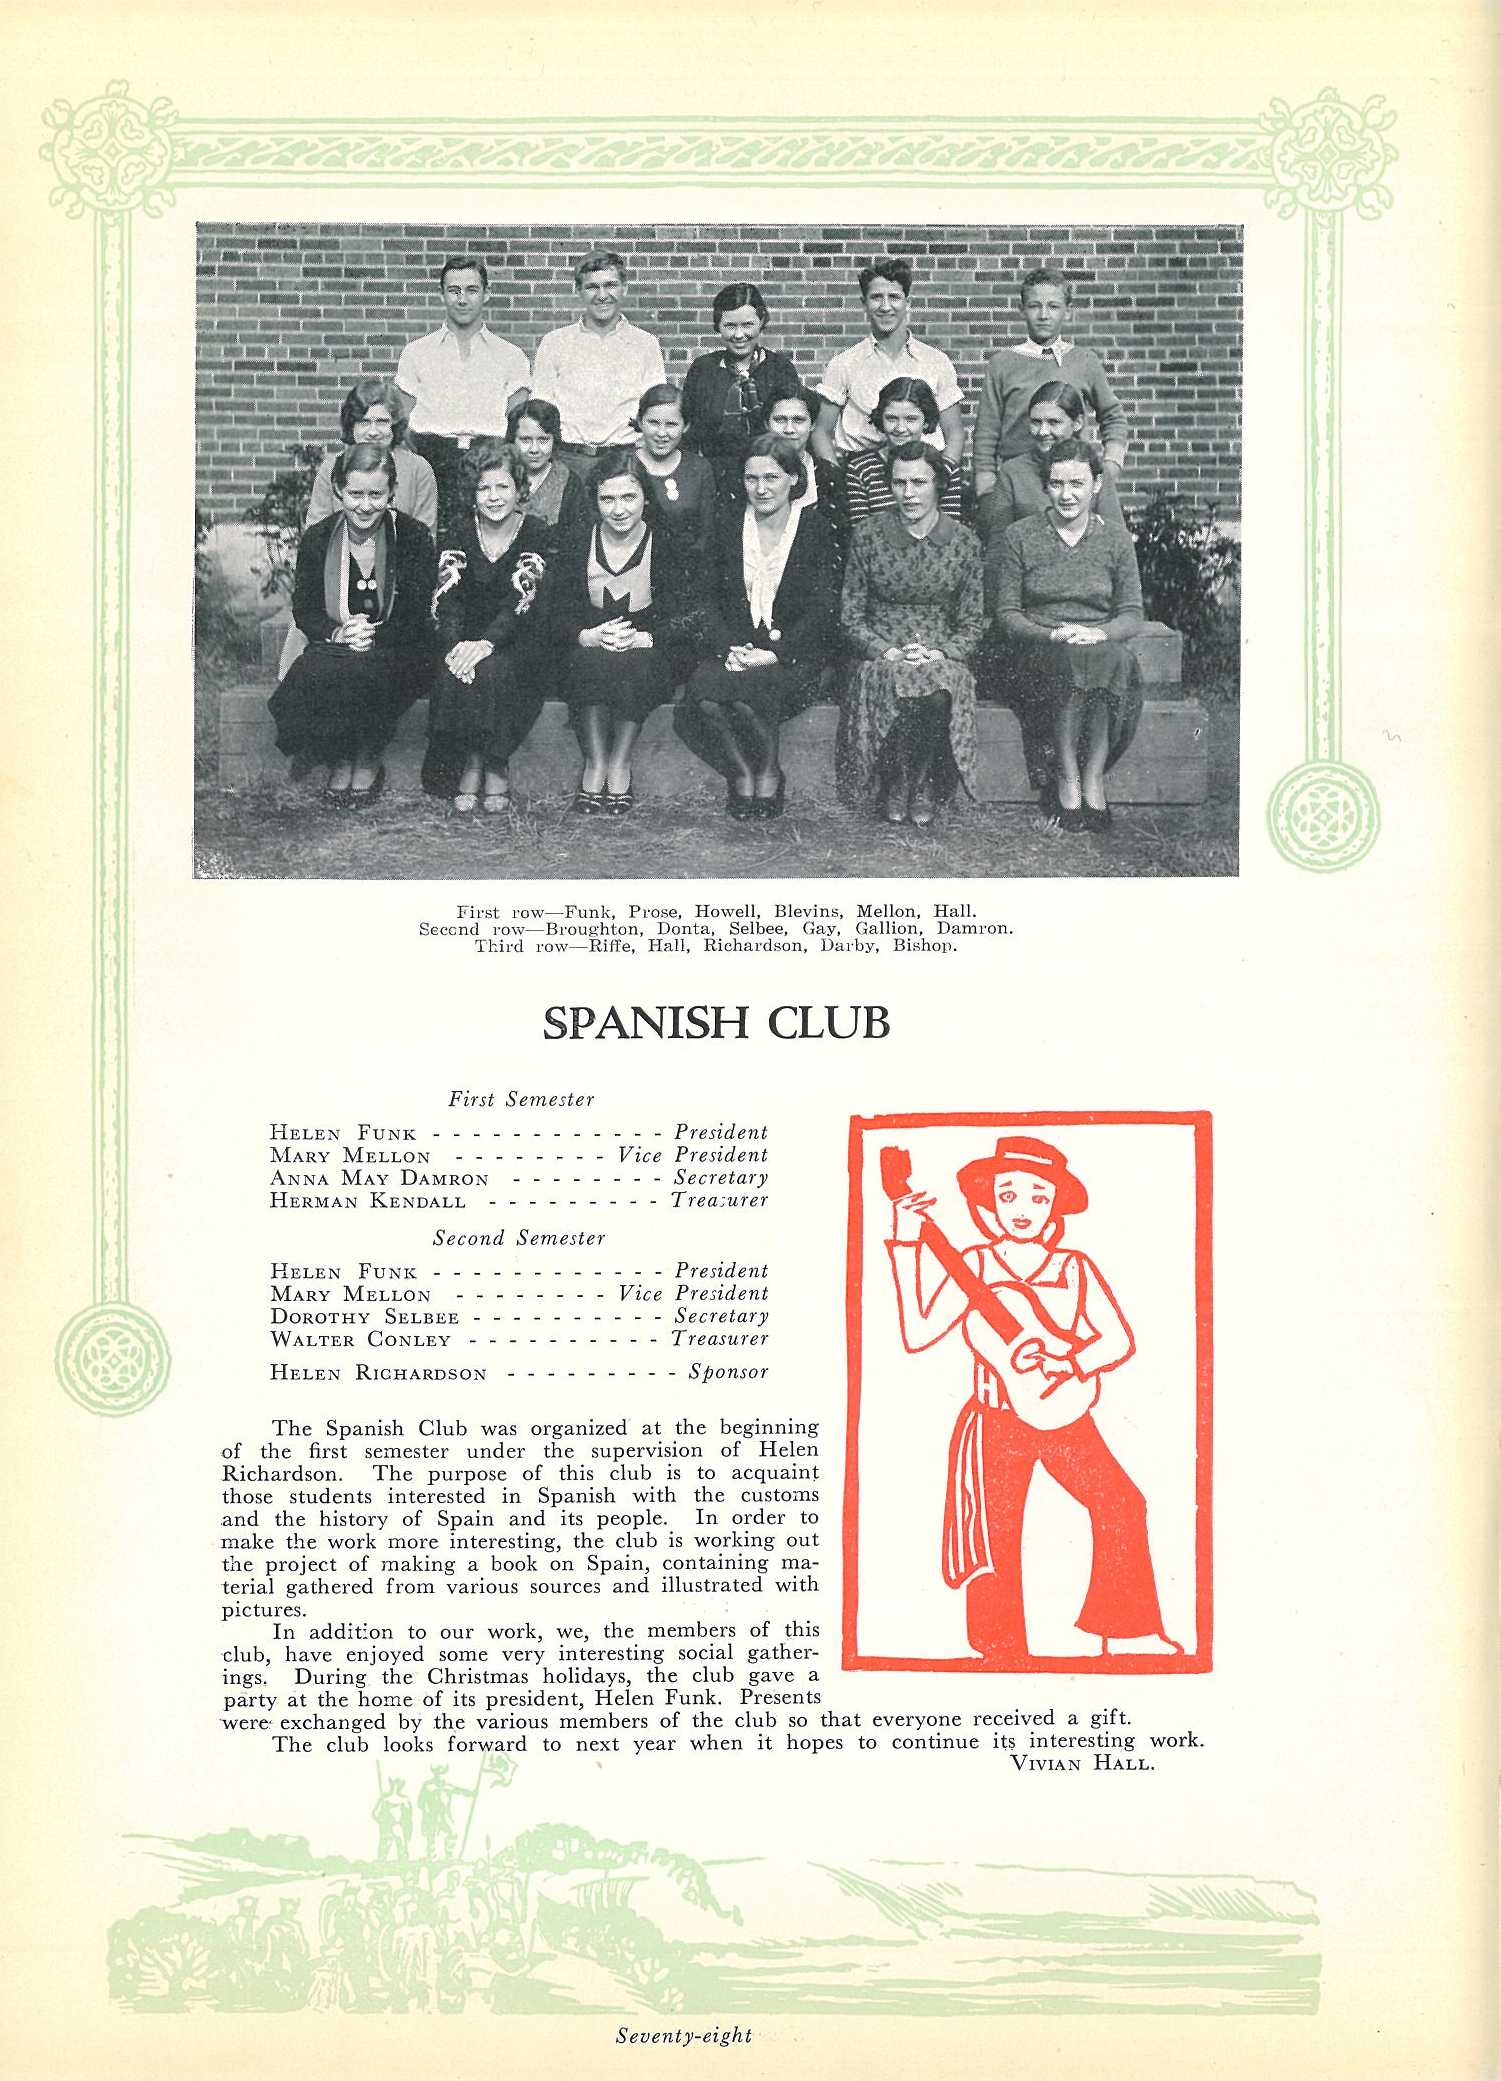 First row—Funk, Prose, Howell, Blevins, Mellon, Hall.
Second row—Broughton, Donta, Selbee, Gay, Gallion, Damron.
Third row—Riffe, Hall, Richardson, Darby, Bishop.
SPANISH CLUB
First Semester
HELEN FUNK - - - - - - - - - - - - President
MARY MELLON - - - - - - - - Vice President
ANNA MAY DAMRON - - - - - - - - Secretary
HERMAN KENDALL - - - - - - - - - Treasurer
Second Semester
HELEN FUNK - - - - - - - - - - - - President
MARY MELLON - - - - - - - - Vice President
DOROTHY SELBEE - - - - - - - - - - Secretary
WALTER CONLEY - - - - - - - - - - Treasurer
HELEN RICHARDSON - - - - - - - - - Sponsor
The Spanish Club was organized at the beginning
of the first semester under the supervision of Helen
Richardson. The purpose of this club is to acquaint
those students interested in Spanish with the customs
and the history of Spain and its people. In order to
make the work more interesting, the club is working out
the project of making a book on Spain, containing ma-
terial gathered from various sources and illustrated with
pictures.
In addition to our work, we, the members of this
club, have enjoyed some very interesting social gather-
ings. During the Christmas holidays, the club gave a
party at the home of its president, Helen Funk. Presents
were exchanged by the various members of the club so that everyone received a gift.
The club looks forward to next year when it hopes to continue its interesting work.
VIVIAN HALL.
Seventy-eight